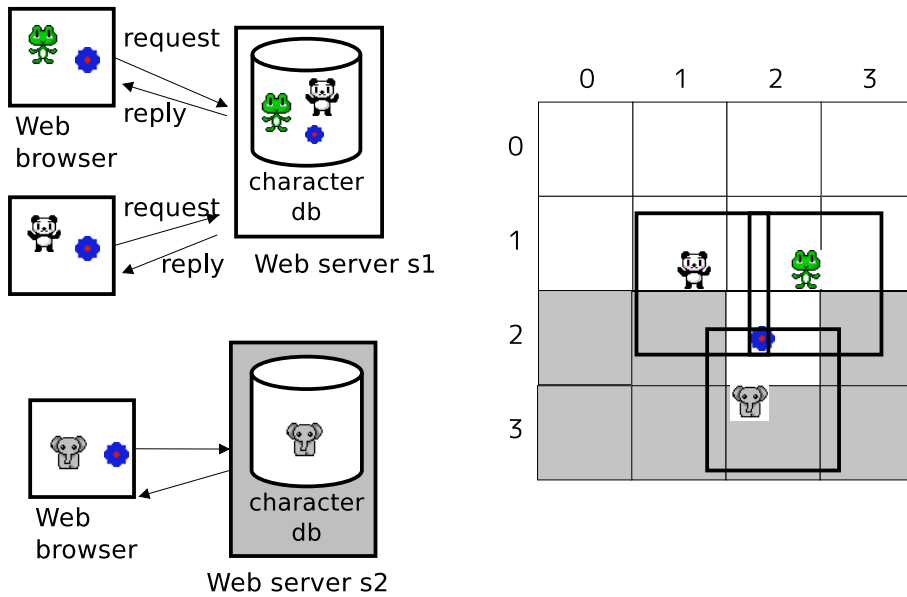 request
reply
Web
browser
character
db
Web server s1
request
reply
character
db
Web server s2
Web
browser
0 1 2 3
0
1
2
3